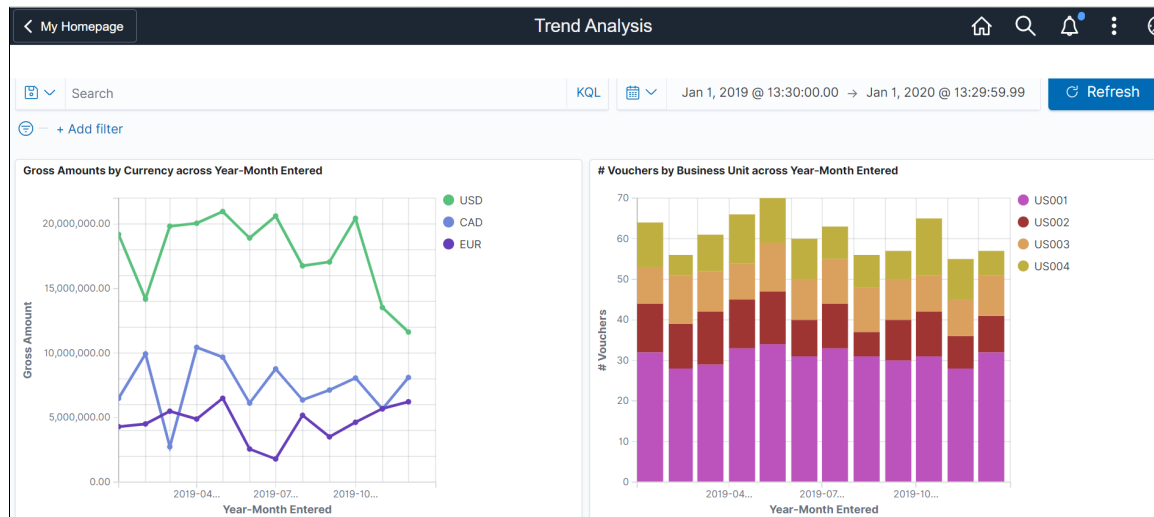 My Homepage
Trend Analysis
Search
KQL
Jan 1, 2019 @ 13:30:00.00 → Jan 1, 2020 @ 13:29:59.99
Refresh
+ Add filter
Gross Amounts by Currency across Year-Month Entered
USD
CAD
EUR
20,000,000.00
15,000,000.00
10,000,000.00
5,000,000.00
0.00
Gross Amount
2019-04... 2019-07... 2019-10...
Year-Month Entered
# Vouchers by Business Unit across Year-Month Entered
US001
US002
US003
US004
70
60
50
40
30
20
10
0
# Vouchers
2019-04... 2019-07... 2019-10...
Year-Month Entered